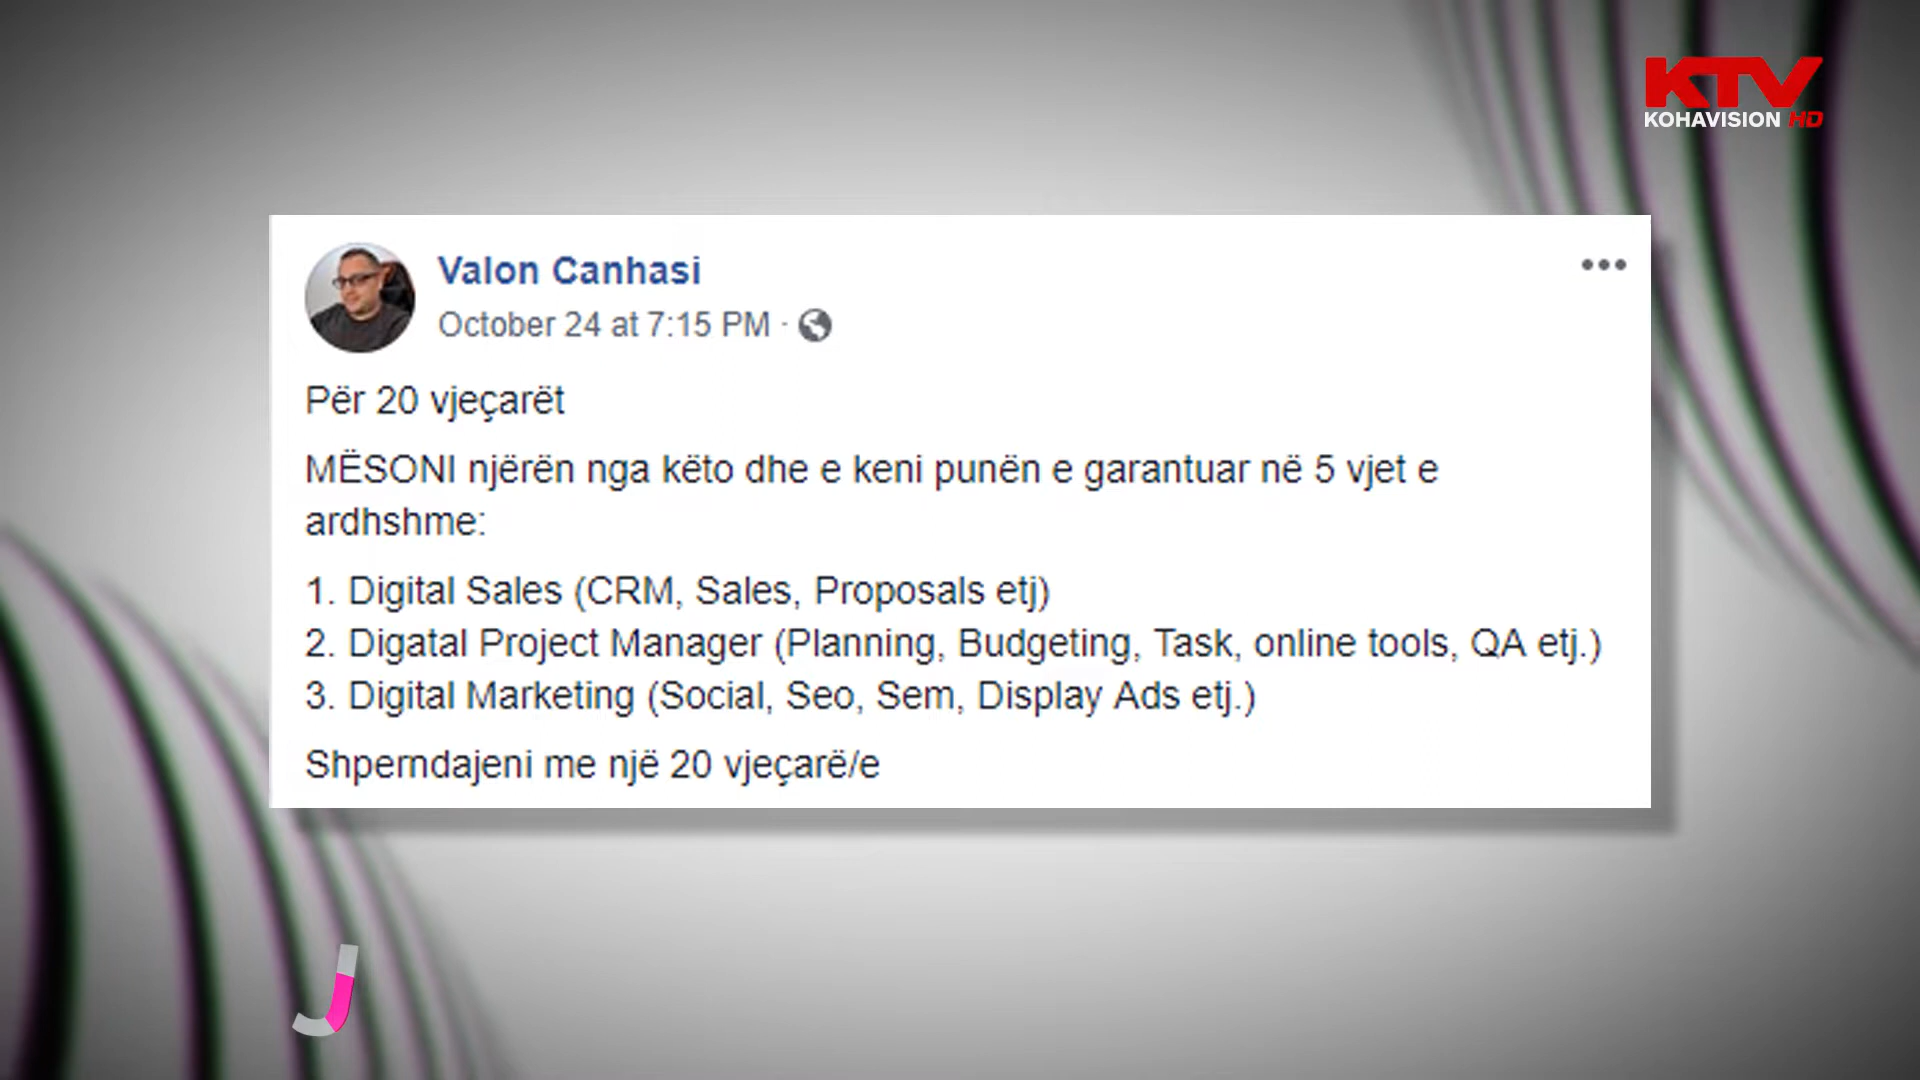 KTV
KOHAVISION HD
Valon Canhasi
October 24 at 7:15 PM ·
Për 20 vjeçarët
MËSONI njërën nga këto dhe e keni punën e garantuar në 5 vjet e
ardhshme:
1. Digital Sales (CRM, Sales, Proposals etj)
2. Digatal Project Manager (Planning, Budgeting, Task, online tools, QA etj.)
3. Digital Marketing (Social, Seo, Sem, Display Ads etj.)
Shperndajeni me një 20 vjeçarë/e
J